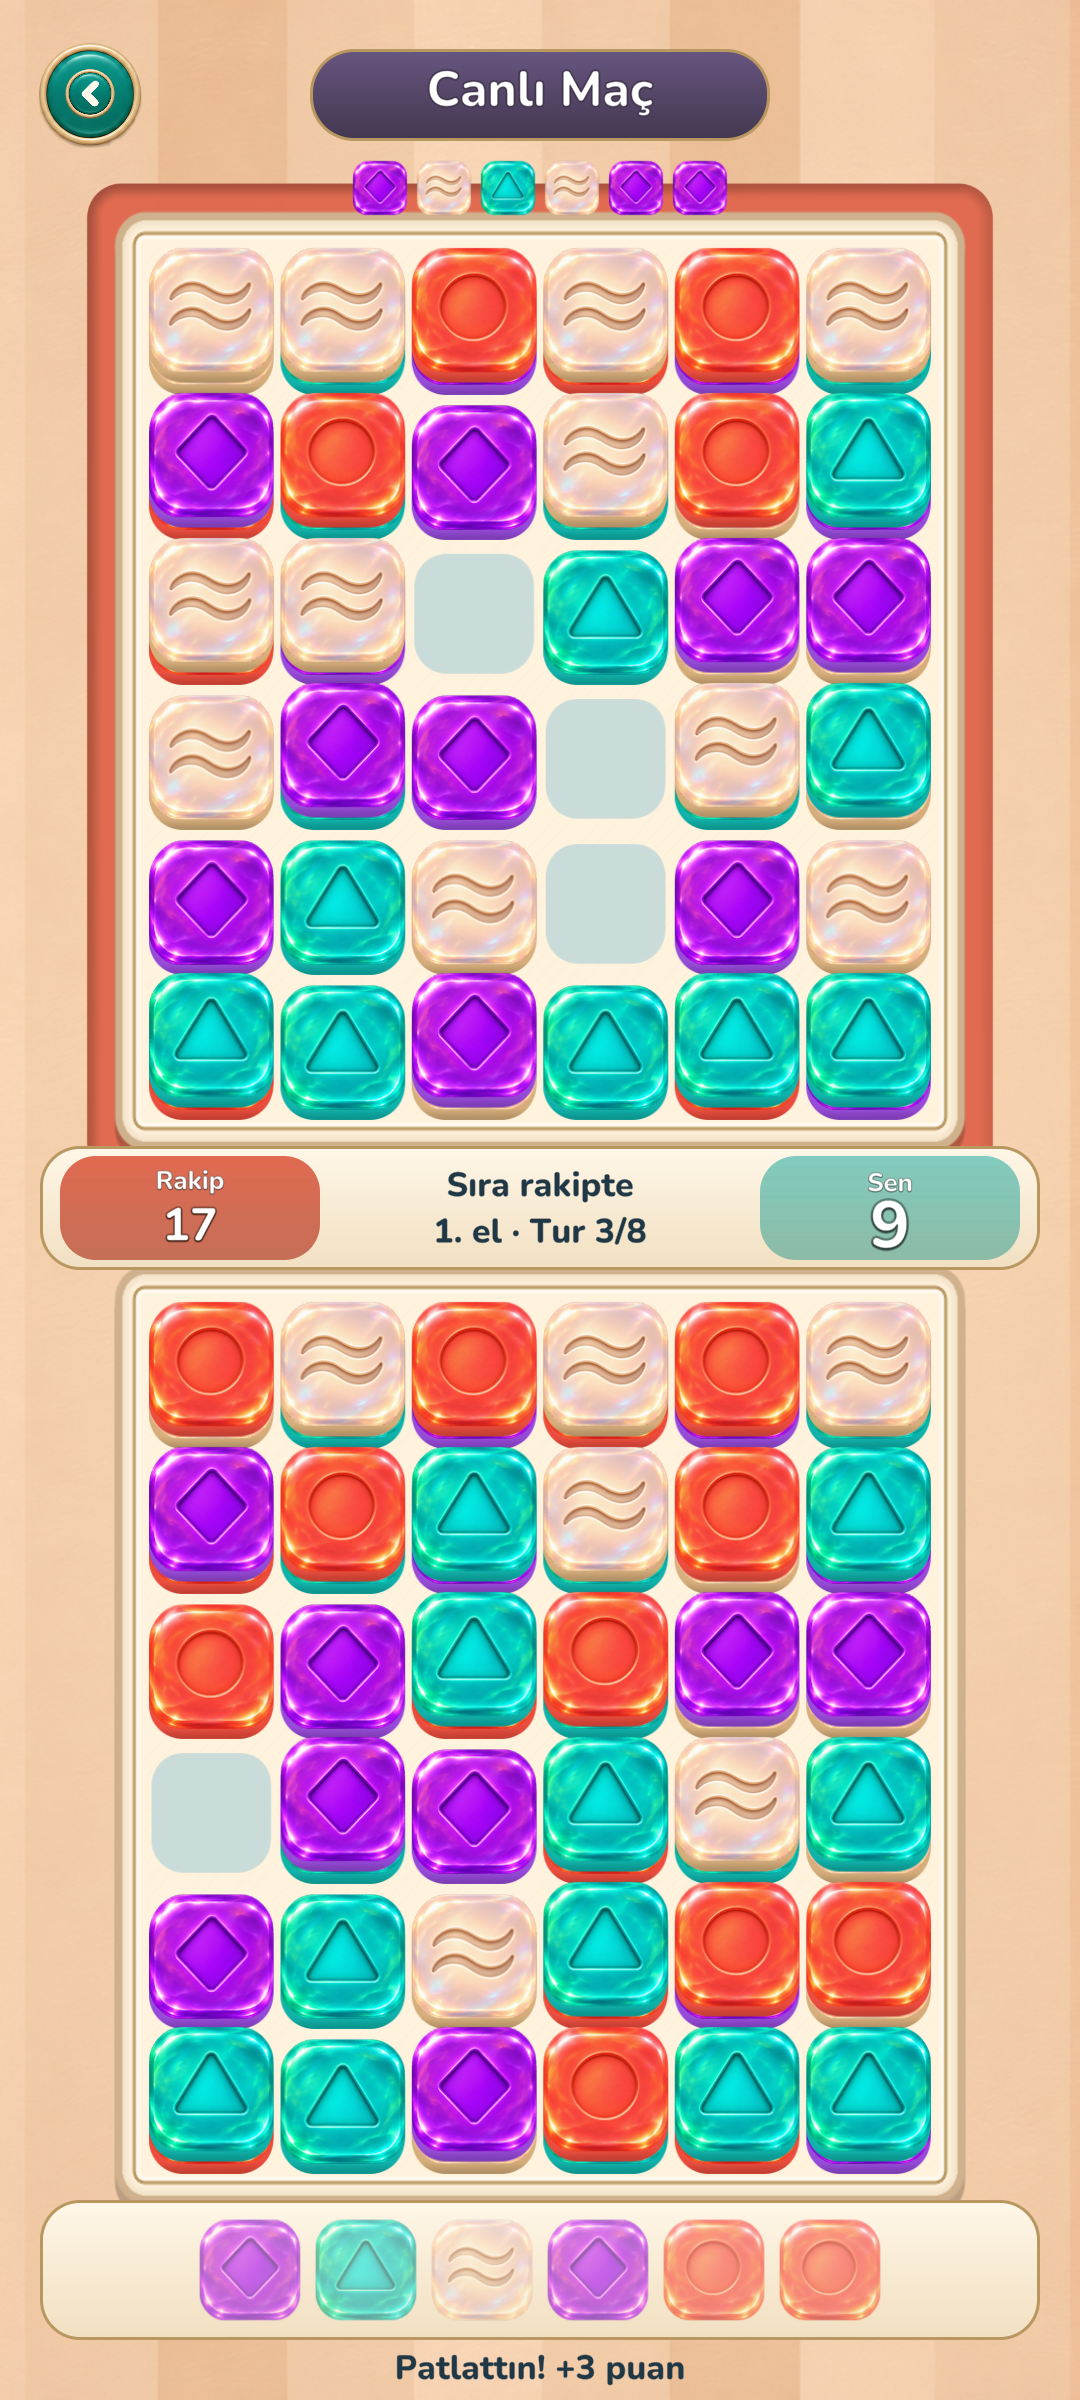 Canlı Maç
Rakip
17
Sıra rakipte
1. el · Tur 3/8
Sen
9
Patlattın! +3 puan